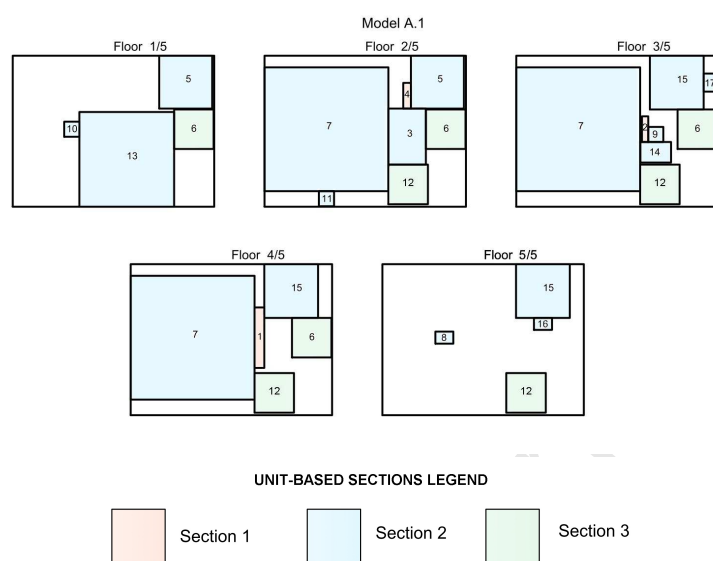 Model A.1
Floor 1/5
Floor 2/5
Floor 3/5
5
10
6
13
4
5
7
3
6
12
11
15
17
7
2
9
6
14
12
Floor 4/5
Floor 5/5
15
7
1
6
12
15
16
8
12
UNIT-BASED SECTIONS LEGEND
Section 1
Section 2
Section 3